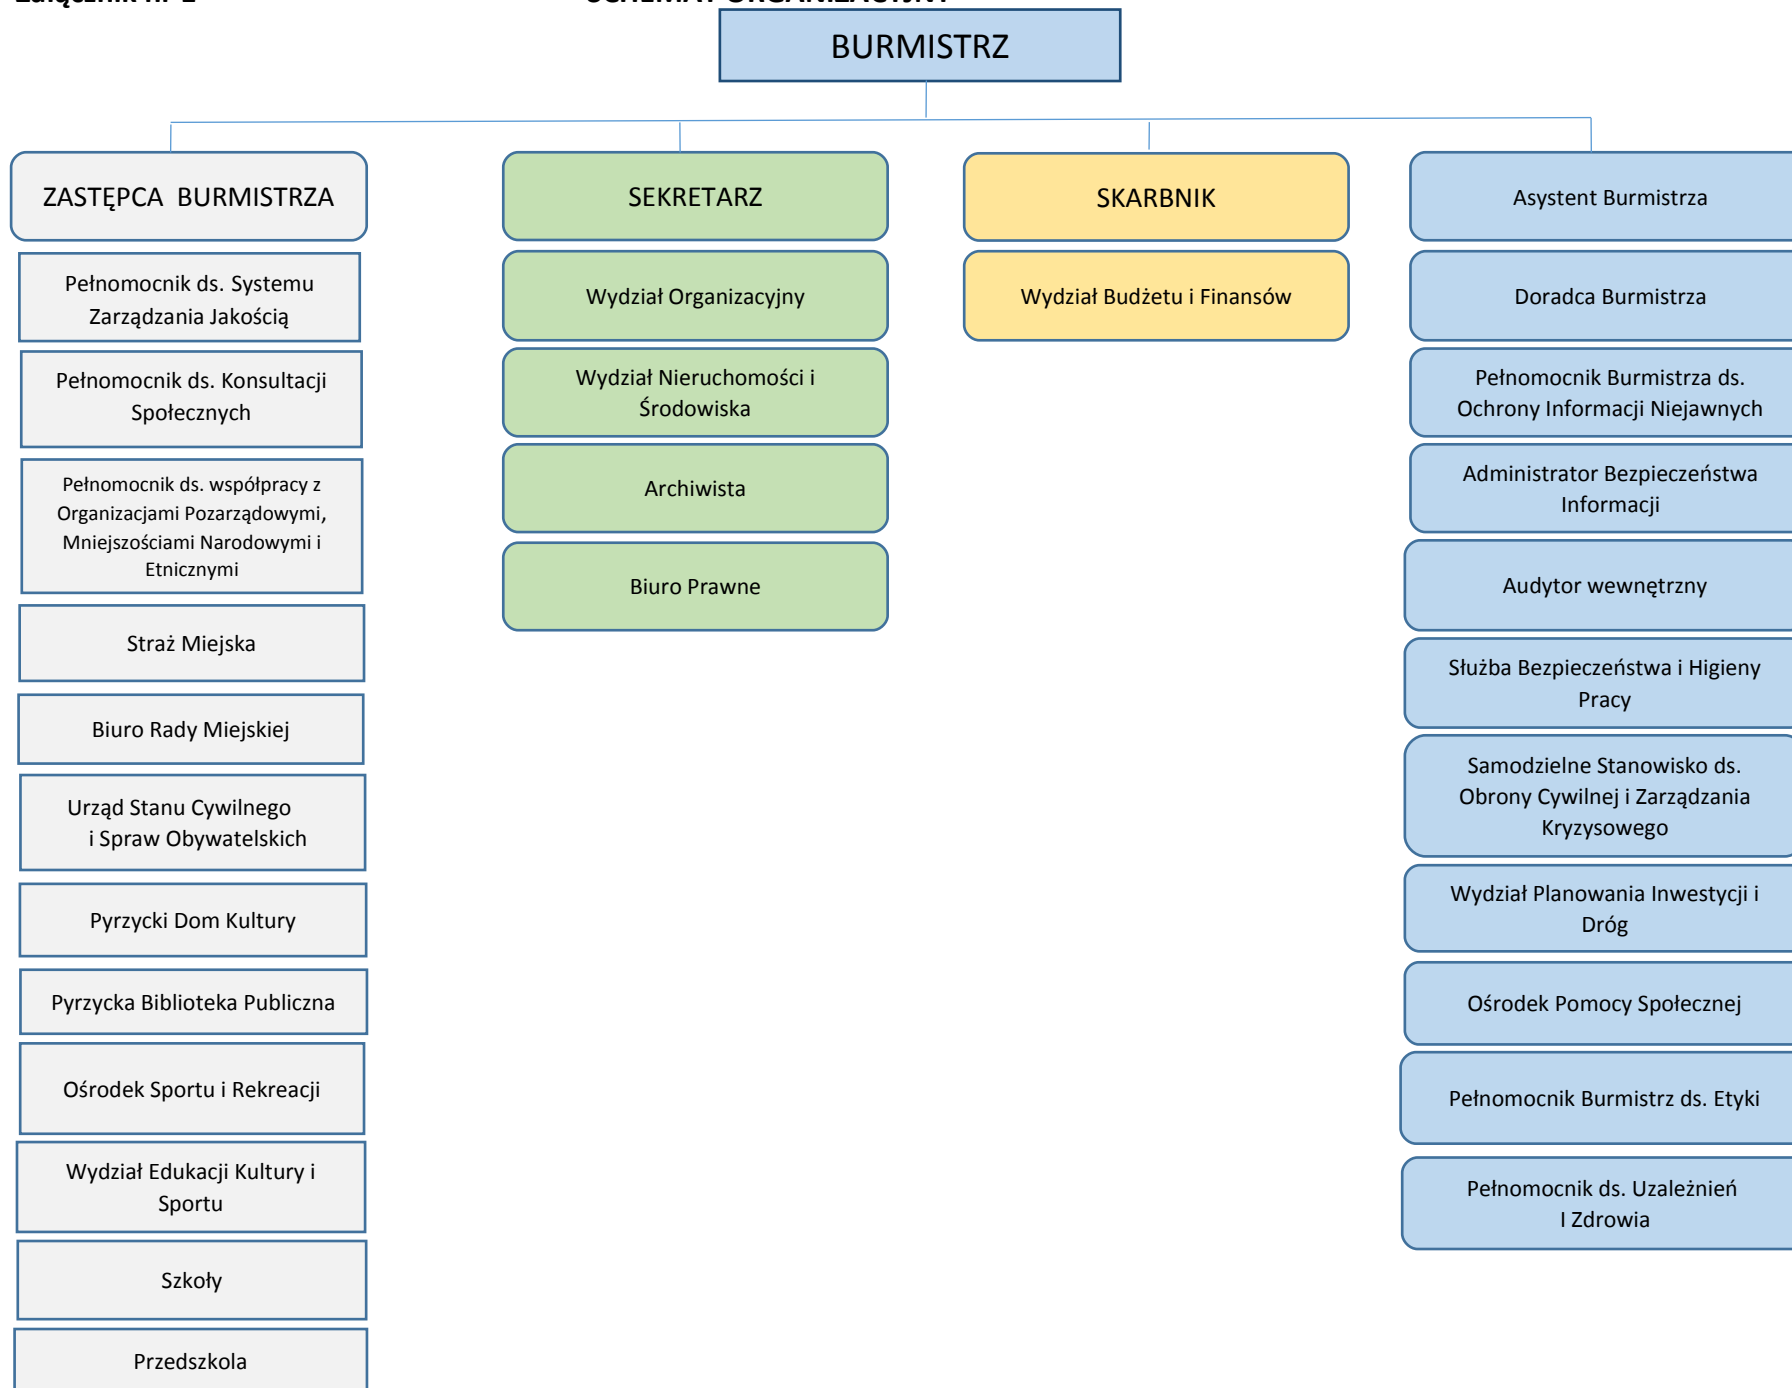 BURMISTRZ
ZASTĘPCA BURMISTRZA
Pełnomocnik ds. Systemu
Zarządzania Jakością
Pełnomocnik ds. Konsultacji
Społecznych
Pełnomocnik ds. współpracy z
Organizacjami Pozarządowymi,
Mniejszościami Narodowymi i
Etnicznymi
Straż Miejska
Biuro Rady Miejskiej
Urząd Stanu Cywilnego
i Spraw Obywatelskich
Pyrzycki Dom Kultury
Pyrzycka Biblioteka Publiczna
Ośrodek Sportu i Rekreacji
Wydział Edukacji Kultury i
Sportu
Szkoły
Przedszkola
SEKRETARZ
Wydział Organizacyjny
Wydział Nieruchomości i
Środowiska
Archiwista
Biuro Prawne
SKARBNIK
Wydział Budżetu i Finansów
Asystent Burmistrza
Doradca Burmistrza
Pełnomocnik Burmistrza ds.
Ochrony Informacji Niejawnych
Administrator Bezpieczeństwa
Informacji
Audytor wewnętrzny
Służba Bezpieczeństwa i Higieny
Pracy
Samodzielne Stanowisko ds.
Obrony Cywilnej i Zarządzania
Kryzysowego
Wydział Planowania Inwestycji i
Dróg
Ośrodek Pomocy Społecznej
Pełnomocnik Burmistrz ds. Etyki
Pełnomocnik ds. Uzależnień
I Zdrowia